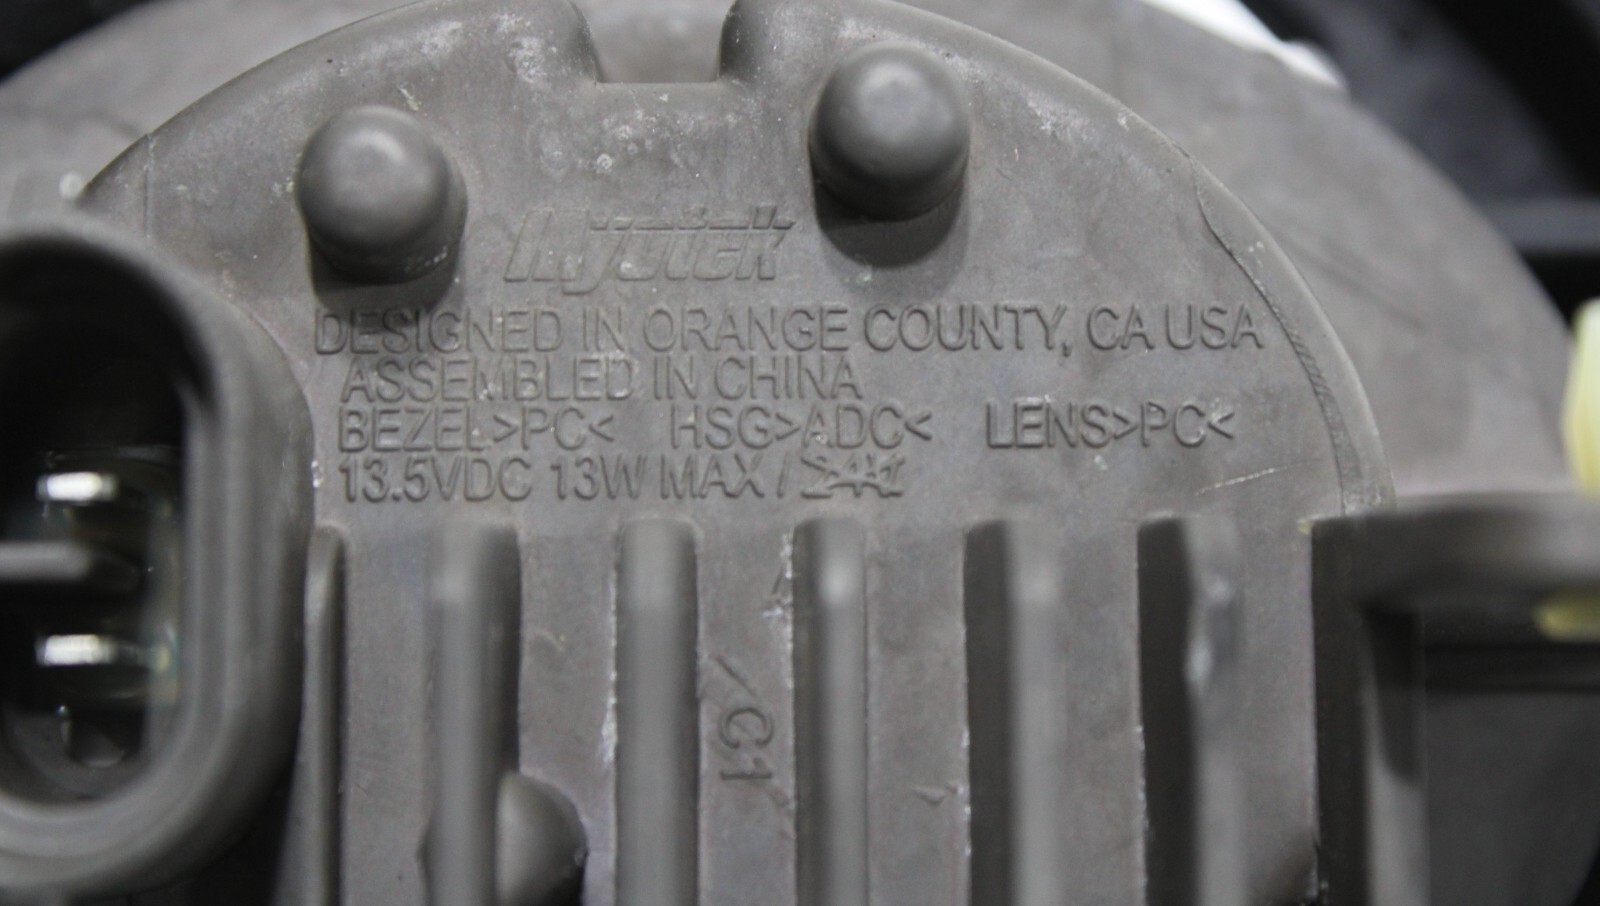 DESIGNED IN ORANGE COUNTY, CA USA
ASSEMBLED IN CHINA
BEZEL>PC< HSG>ADC< LENS>PC<
13.5VDC 13W MAX /
/C1